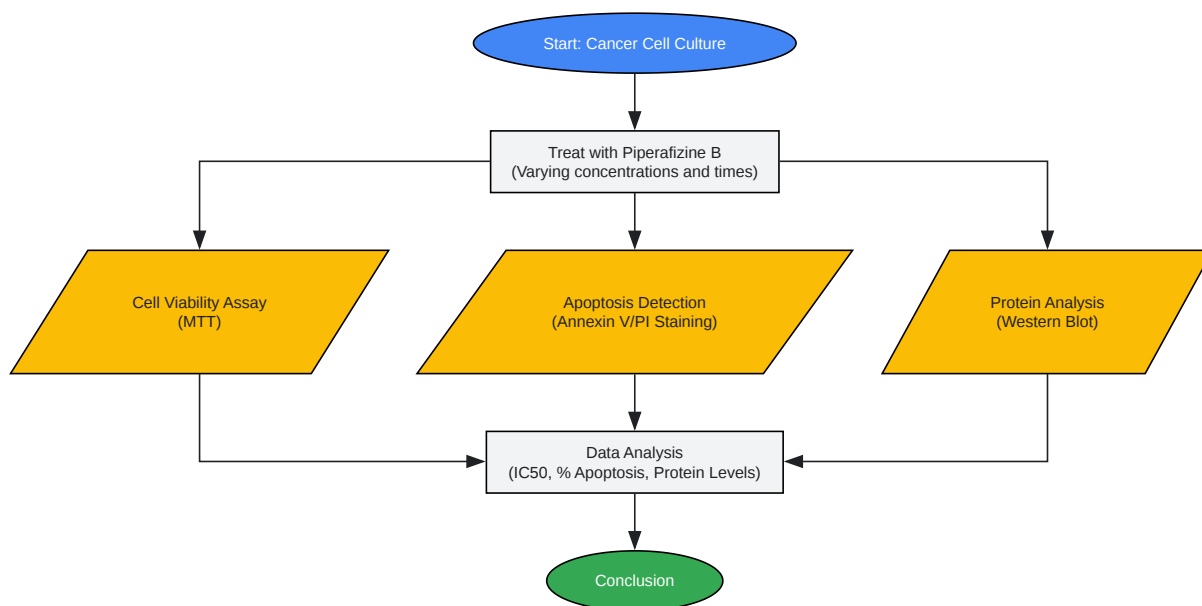 Start: Cancer Cell Culture
Treat with Piperafizine B
(Varying concentrations and times)
Cell Viability Assay
(MTT)
Apoptosis Detection
(Annexin V/PI Staining)
Protein Analysis
(Western Blot)
Data Analysis
(IC50, % Apoptosis, Protein Levels)
Conclusion